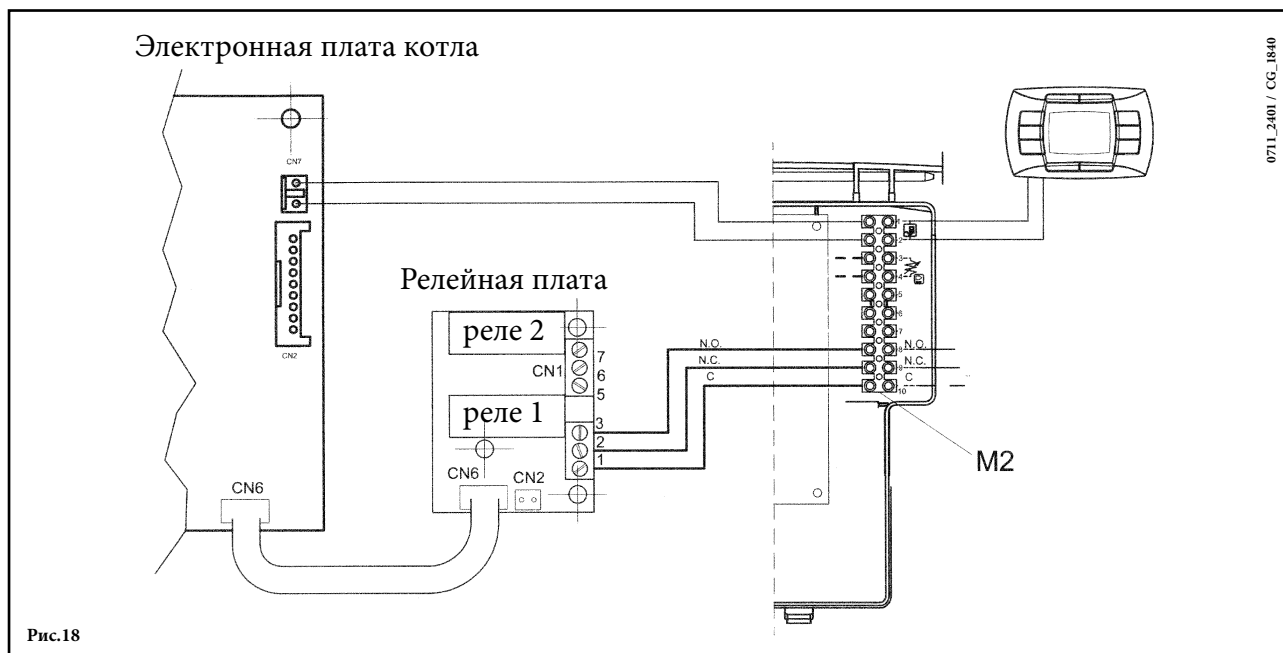 Электронная плата котла
0711_2401 / CG_1840
CN7
CN2
Релейная плата
реле 2
7
CN1 6
5
реле 1
3
2
1
CN6
CN2
CN6
N.O.
N.C.
C
1
2
3
4
5
6
7
8 N.O.
9 N.C.
C
10
M2
Рис.18